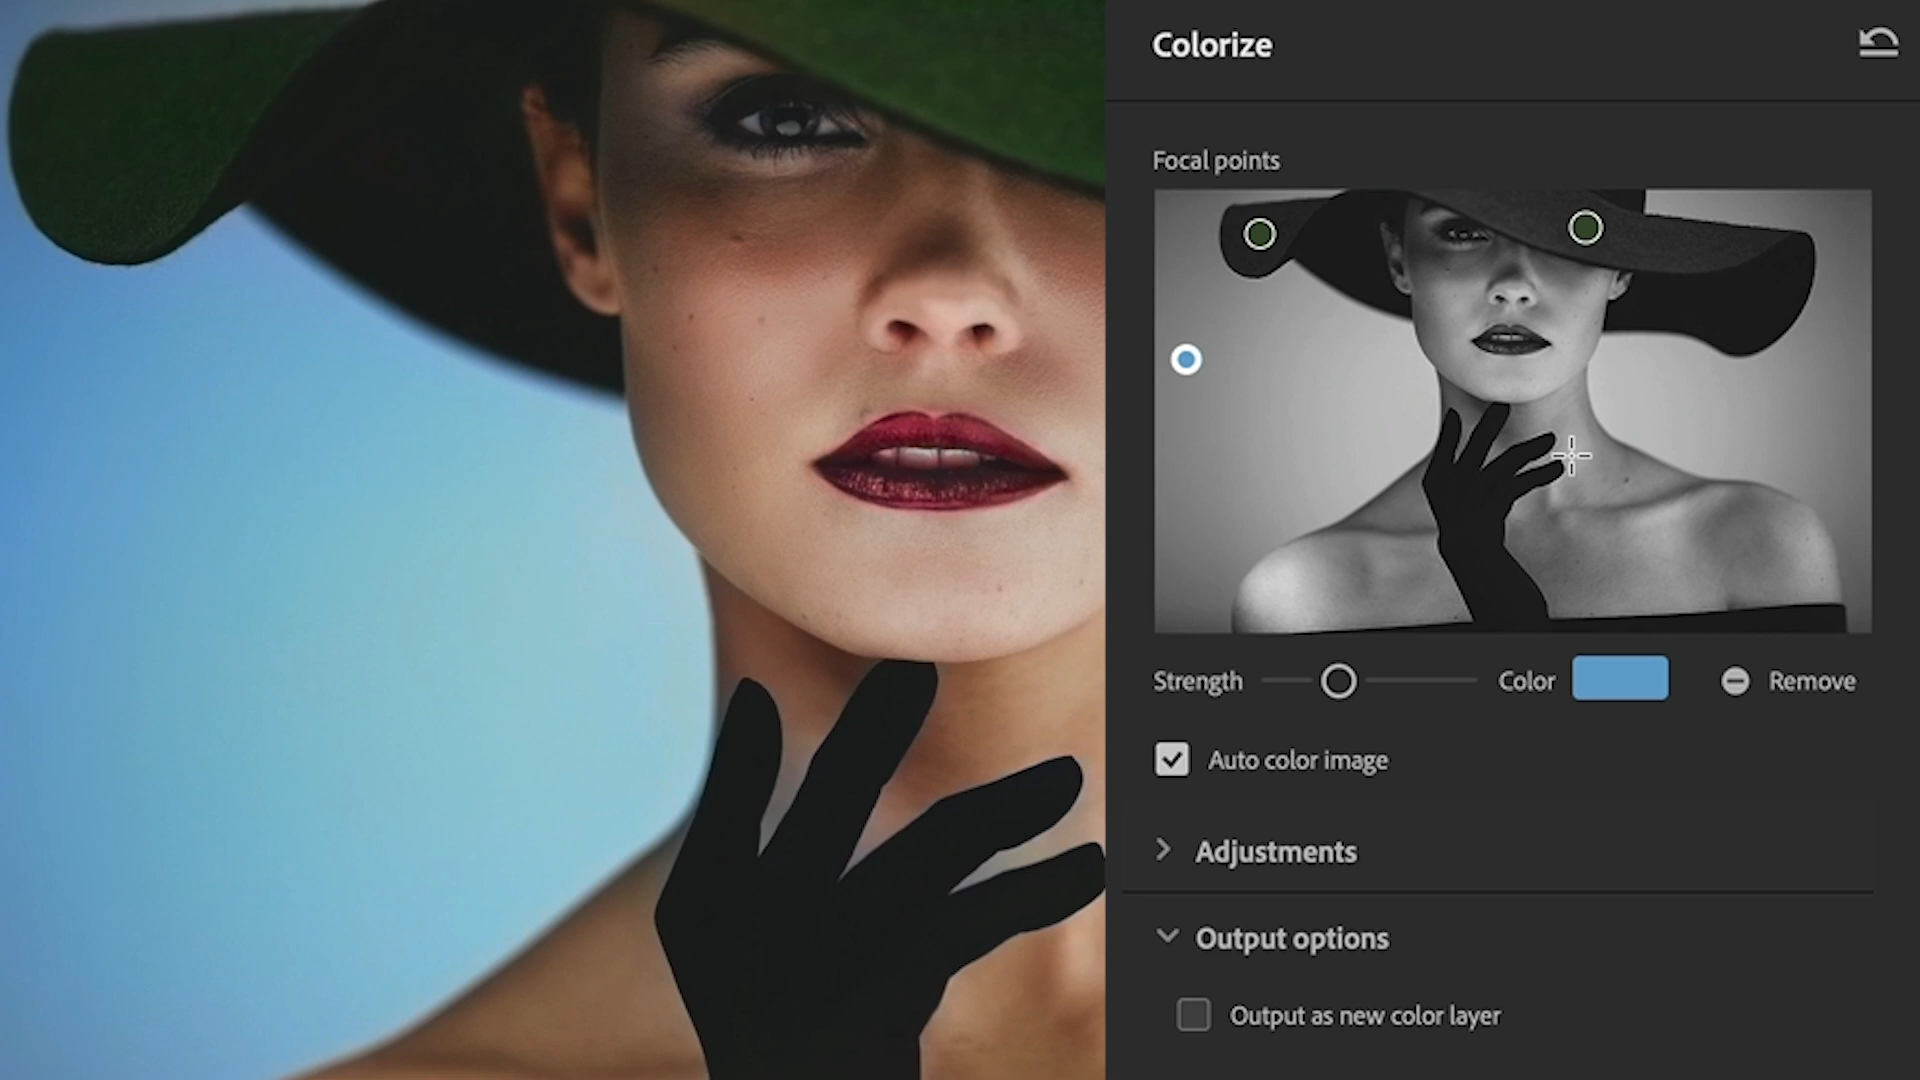 Colorize
Focal points
Strength
Color
Remove
Auto color image
Adjustments
Output options
Output as new color layer